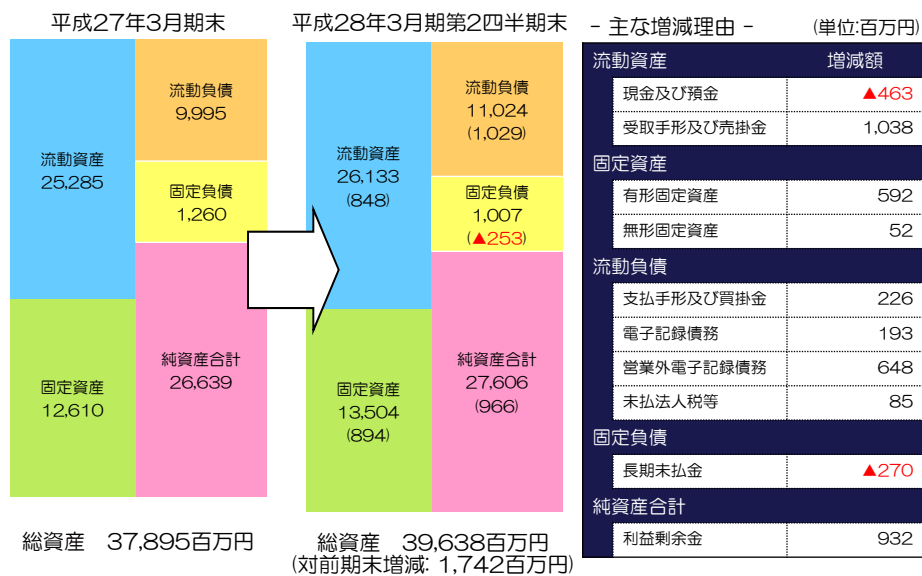 平成27年3月期末
流動資産
25,285
固定資産
12,610
流動負債
9,995
固定負債
1,260
純資産合計
26,639
総資産 37,895百万円
平成28年3月期第2四半期末
流動資産
26,133
(848)
固定資産
13,504
(894)
流動負債
11,024
(1,029)
固定負債
1,007
(▲253)
純資産合計
27,606
(966)
総資産 39,638百万円
(対前期末増減: 1,742百万円)
- 主な増減理由 - (単位:百万円)
流動資産 増減額
現金及び預金 ▲463
受取手形及び売掛金 1,038
固定資産
有形固定資産 592
無形固定資産 52
流動負債
支払手形及び買掛金 226
電子記録債務 193
営業外電子記録債務 648
未払法人税等 85
固定負債
長期未払金 ▲270
純資産合計
利益剰余金 932